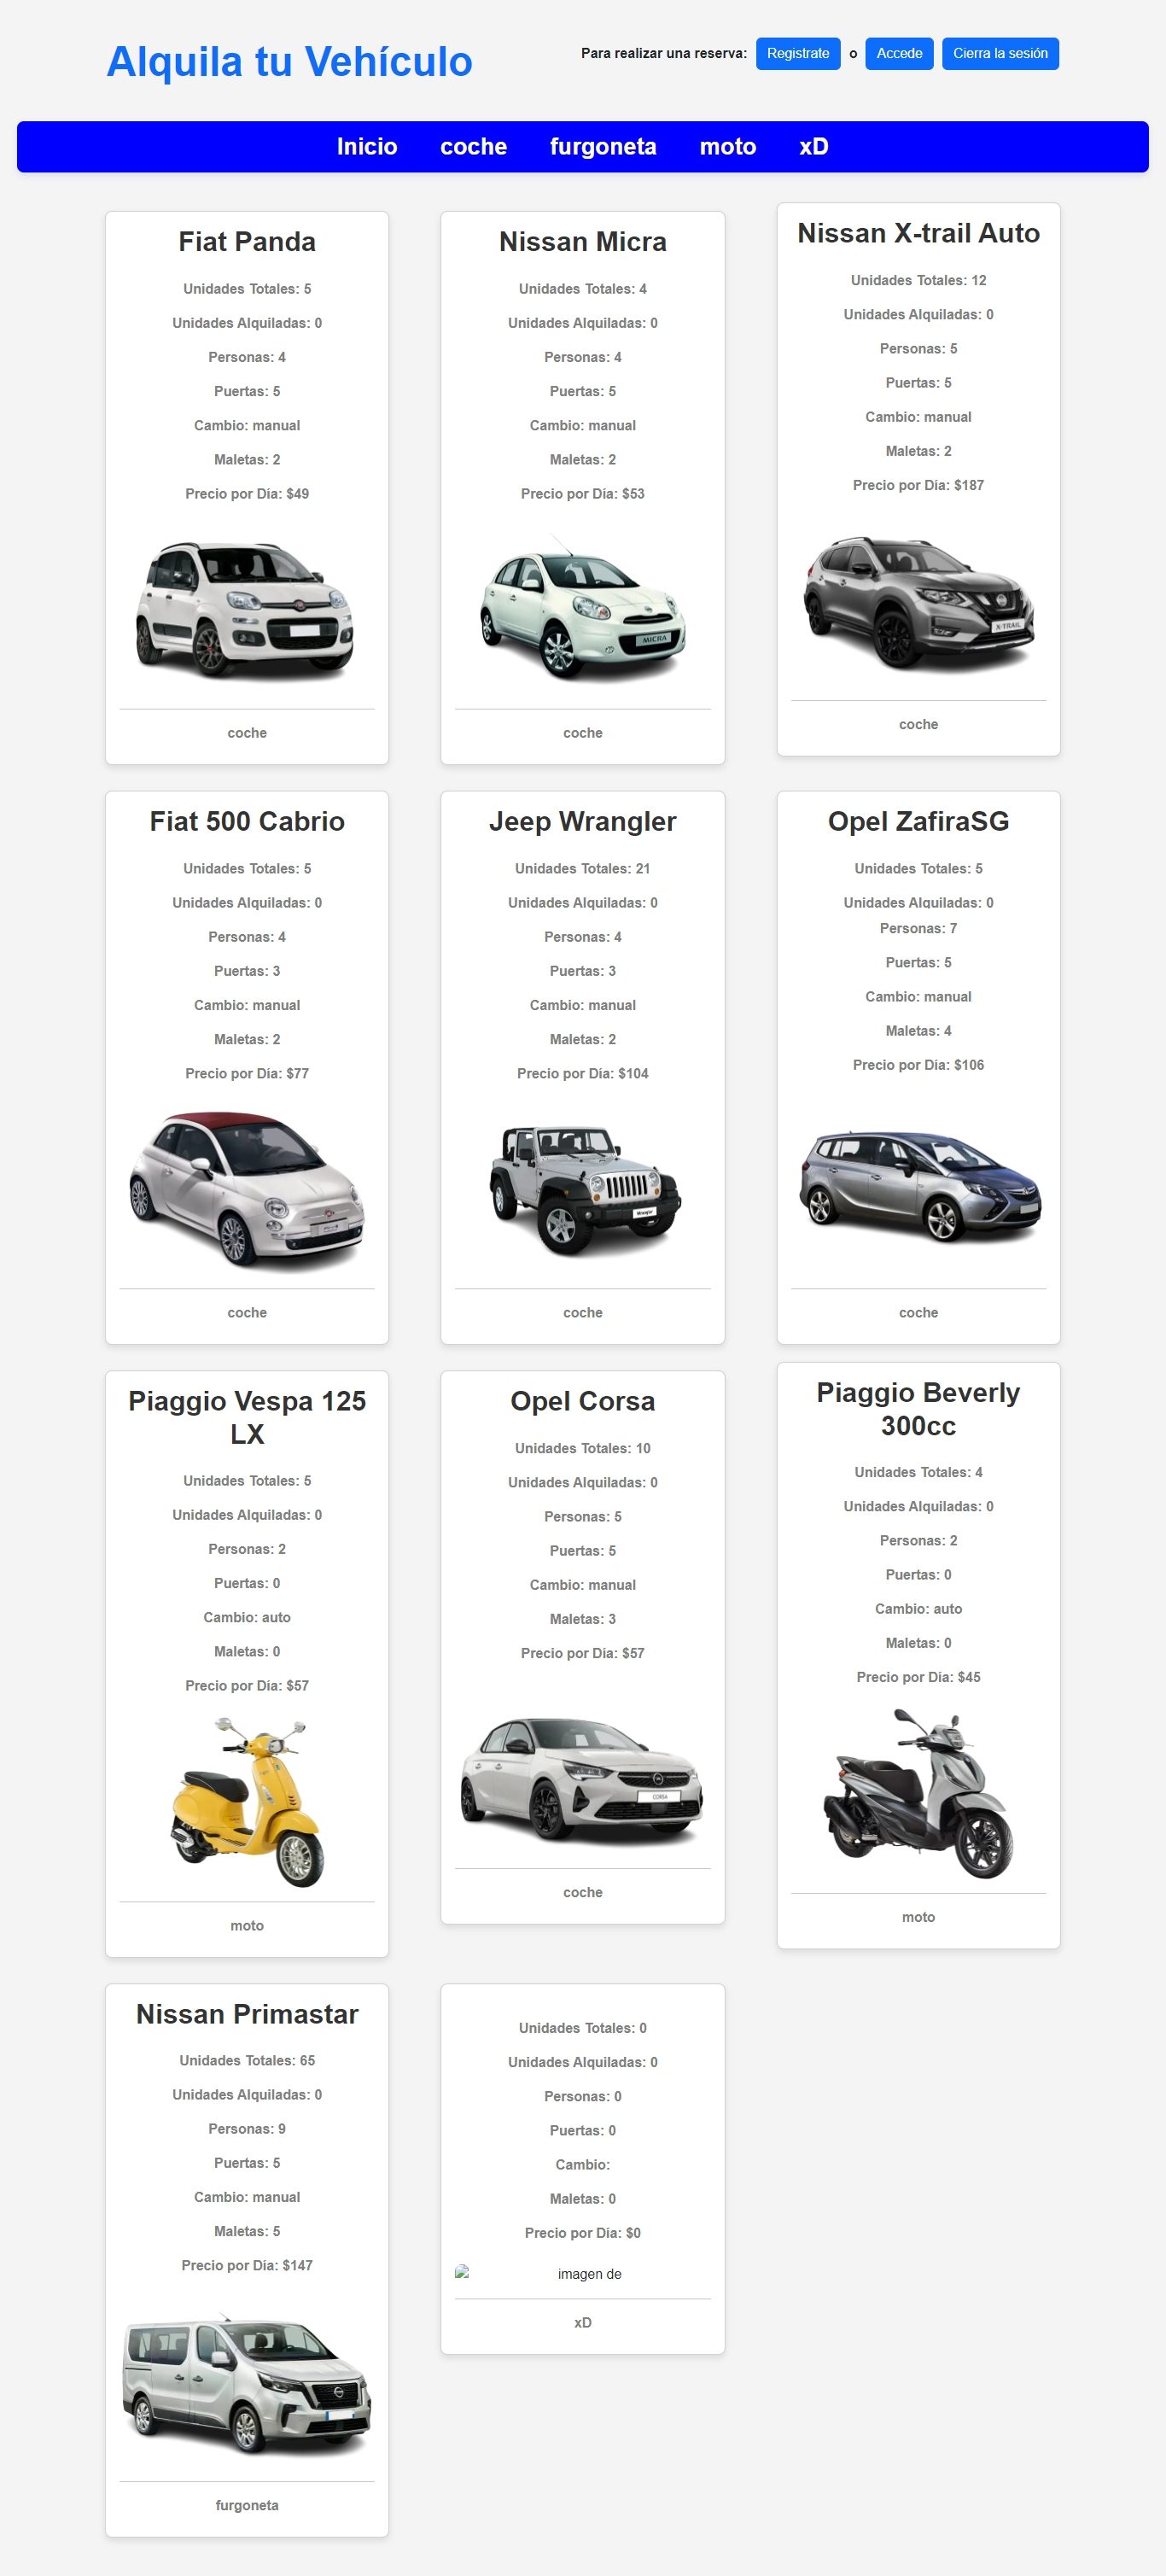 Alquila tu Vehículo
Para realizar una reserva: Registrate o Accede Cierra la sesión
Inicio coche furgoneta moto xD
Fiat Panda
Unidades Totales: 5
Unidades Alquiladas: 0
Personas: 4
Puertas: 5
Cambio: manual
Maletas: 2
Precio por Dia: $49
coche
Nissan Micra
Unidades Totales: 4
Unidades Alquiladas: 0
Personas: 4
Puertas: 5
Cambio: manual
Maletas: 2
Precio por Dia: $53
MICRA
coche
Nissan X-trail Auto
Unidades Totales: 12
Unidades Alquiladas: 0
Personas: 5
Puertas: 5
Cambio: manual
Maletas: 2
Precio por Dia: $187
X-TRAIL
coche
Fiat 500 Cabrio
Unidades Totales: 5
Unidades Alquiladas: 0
Personas: 4
Puertas: 3
Cambio: manual
Maletas: 2
Precio por Dia: $77
coche
Jeep Wrangler
Unidades Totales: 21
Unidades Alquiladas: 0
Personas: 4
Puertas: 3
Cambio: manual
Maletas: 2
Precio por Dia: $104
Wrangler
coche
Opel ZafiraSG
Unidades Totales: 5
Unidades Alquiladas: 0
Personas: 7
Puertas: 5
Cambio: manual
Maletas: 4
Precio por Dia: $106
coche
Piaggio Vespa 125
LX
Unidades Totales: 5
Unidades Alquiladas: 0
Personas: 2
Puertas: 0
Cambio: auto
Maletas: 0
Precio por Dia: $57
moto
Opel Corsa
Unidades Totales: 10
Unidades Alquiladas: 0
Personas: 5
Puertas: 5
Cambio: manual
Maletas: 3
Precio por Dia: $57
CORSA
coche
Piaggio Beverly
300cc
Unidades Totales: 4
Unidades Alquiladas: 0
Personas: 2
Puertas: 0
Cambio: auto
Maletas: 0
Precio por Dia: $45
moto
Nissan Primastar
Unidades Totales: 65
Unidades Alquiladas: 0
Personas: 9
Puertas: 5
Cambio: manual
Maletas: 5
Precio por Dia: $147
furgoneta
Unidades Totales: 0
Unidades Alquiladas: 0
Personas: 0
Puertas: 0
Cambio:
Maletas: 0
Precio por Dia: $0
imagen de
xD